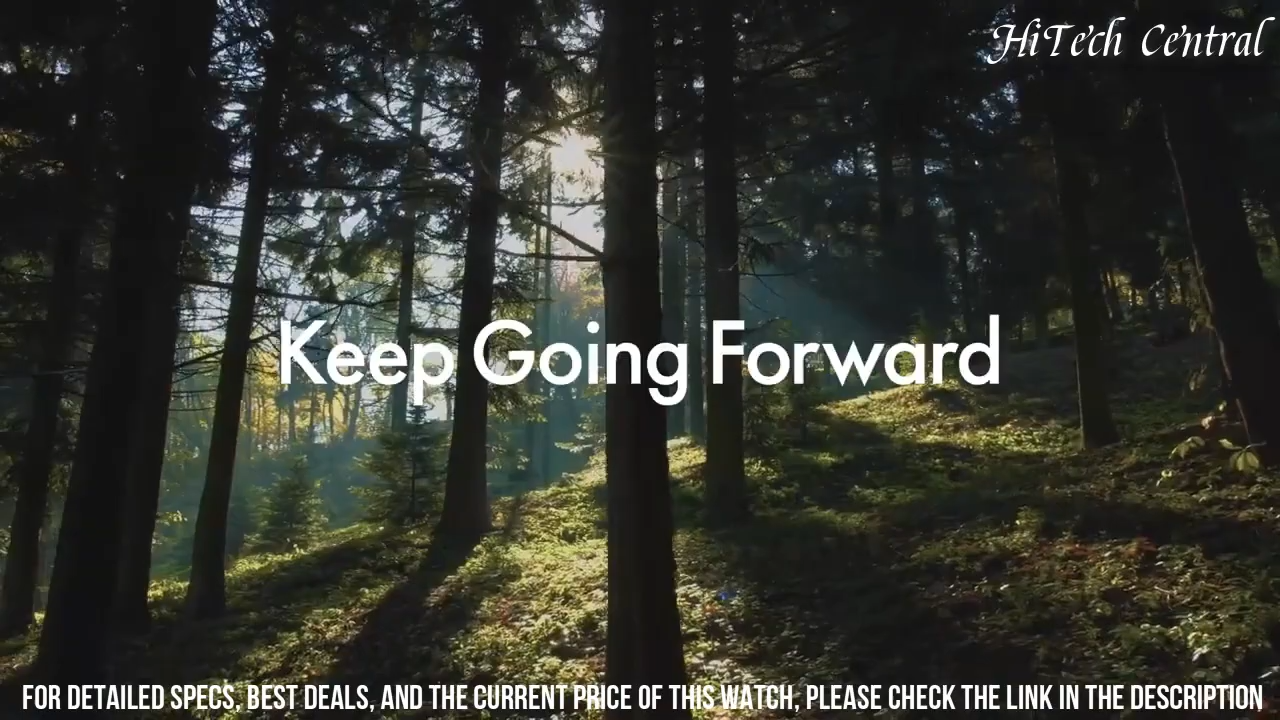 HiTech Central
Keep Going Forward
FOR DETAILED SPECS, BEST DEALS, AND THE CURRENT PRICE OF THIS WATCH, PLEASE CHECK THE LINK IN THE DESCRIPTION